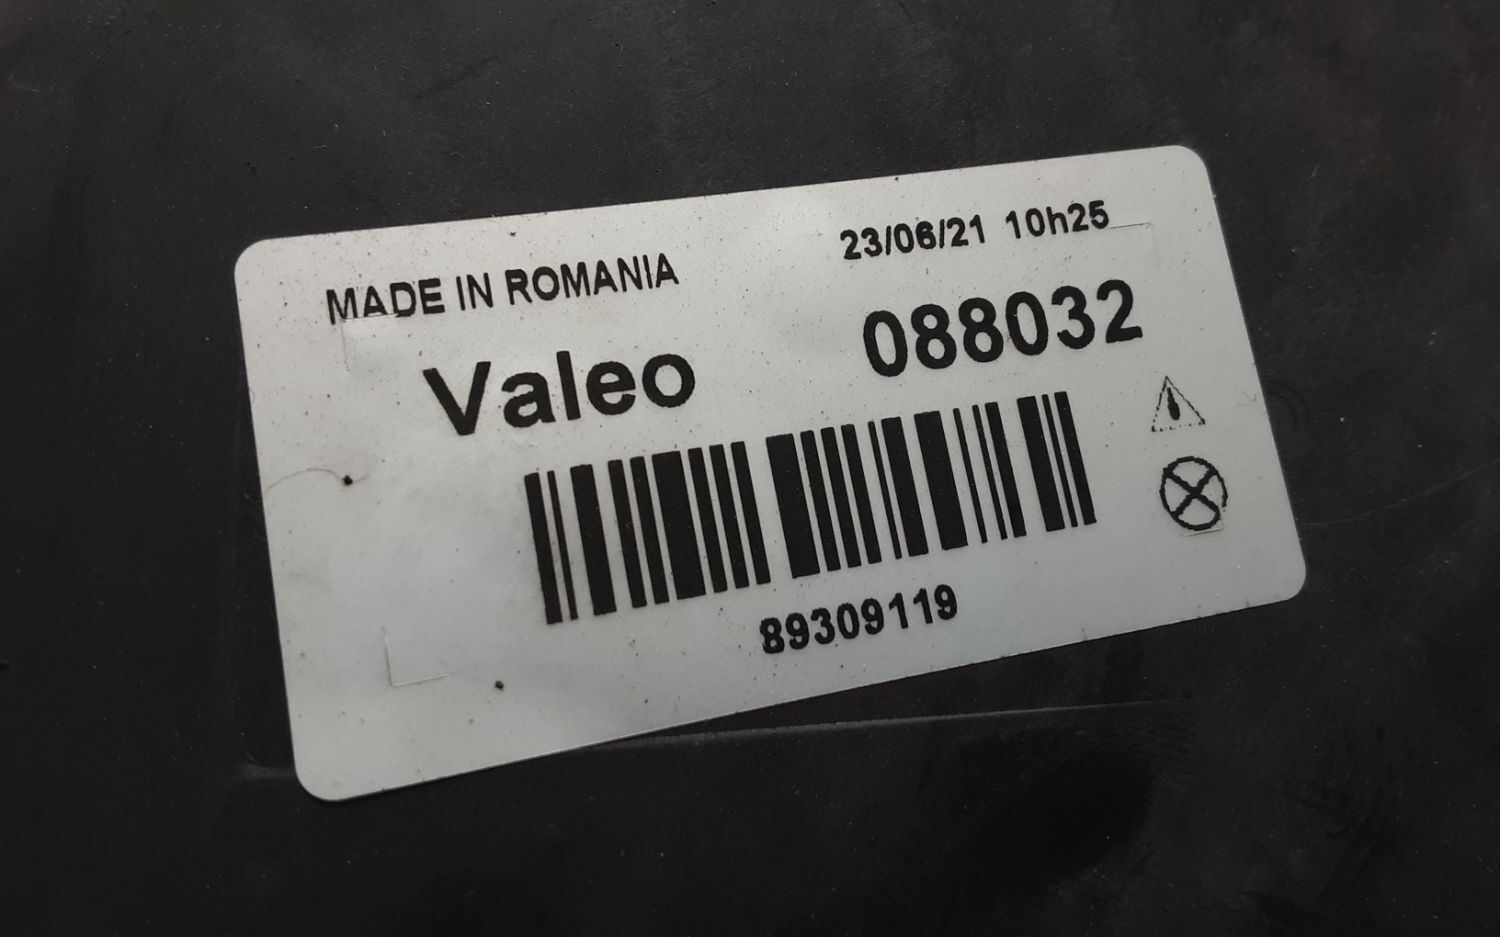 MADE IN ROMANIA
23/06/21 10h25
Valeo
088032
89309119